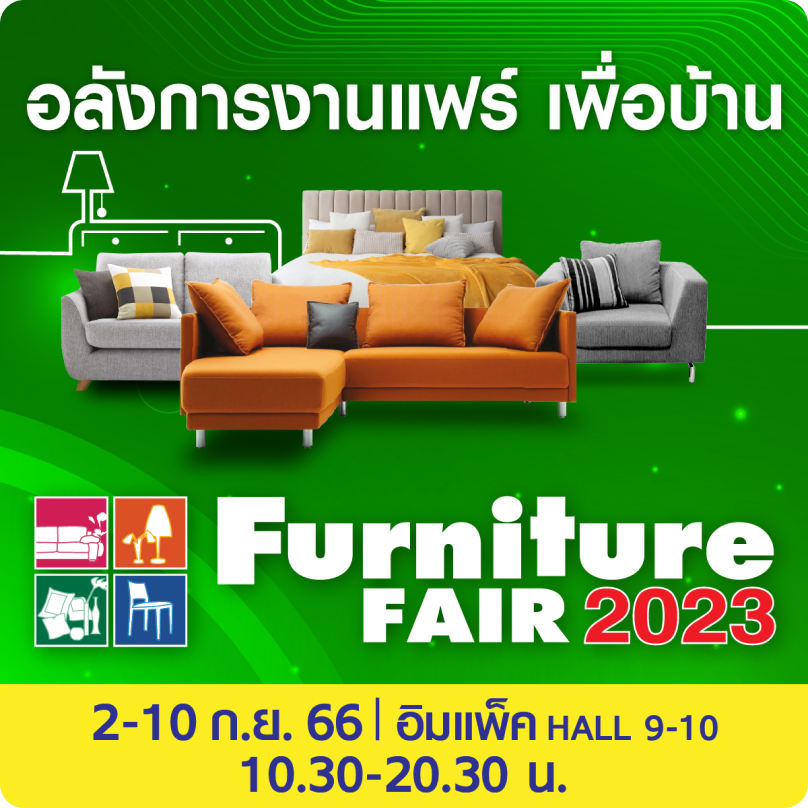 อลังการงานแฟร์ เพื่อบ้าน
Furniture
FAIR 2023
2-10 ก.ย. 66 | อิมแพ็ค HALL 9-10
10.30-20.30 น.